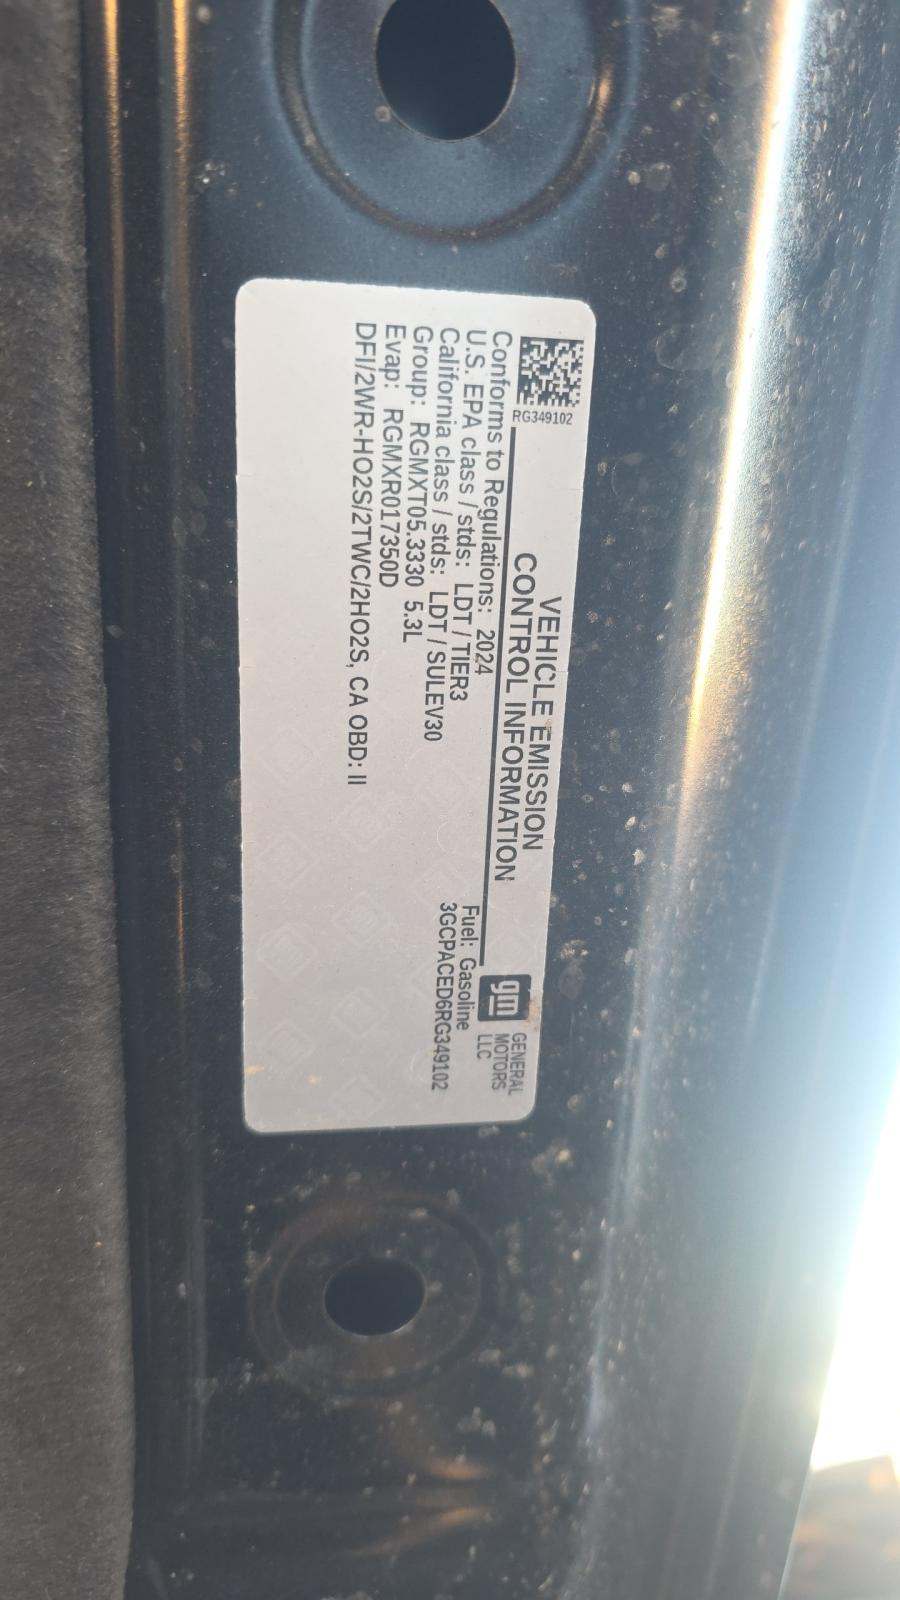 RG349102
VEHICLE EMISSION
CONTROL INFORMATION
gm
GENERAL
MOTORS
LLC
Conforms to Regulations: 2024
U.S. EPA class / stds: LDT / TIER3
California class / stds: LDT / SULEV30
Group: RGMXT05.3330 5.3L
Evap: RGMXR017350D
DFI/2WR-HO2S/2TWC/2HO2S, CA OBD: II
Fuel: Gasoline
3GCPACED6RG349102